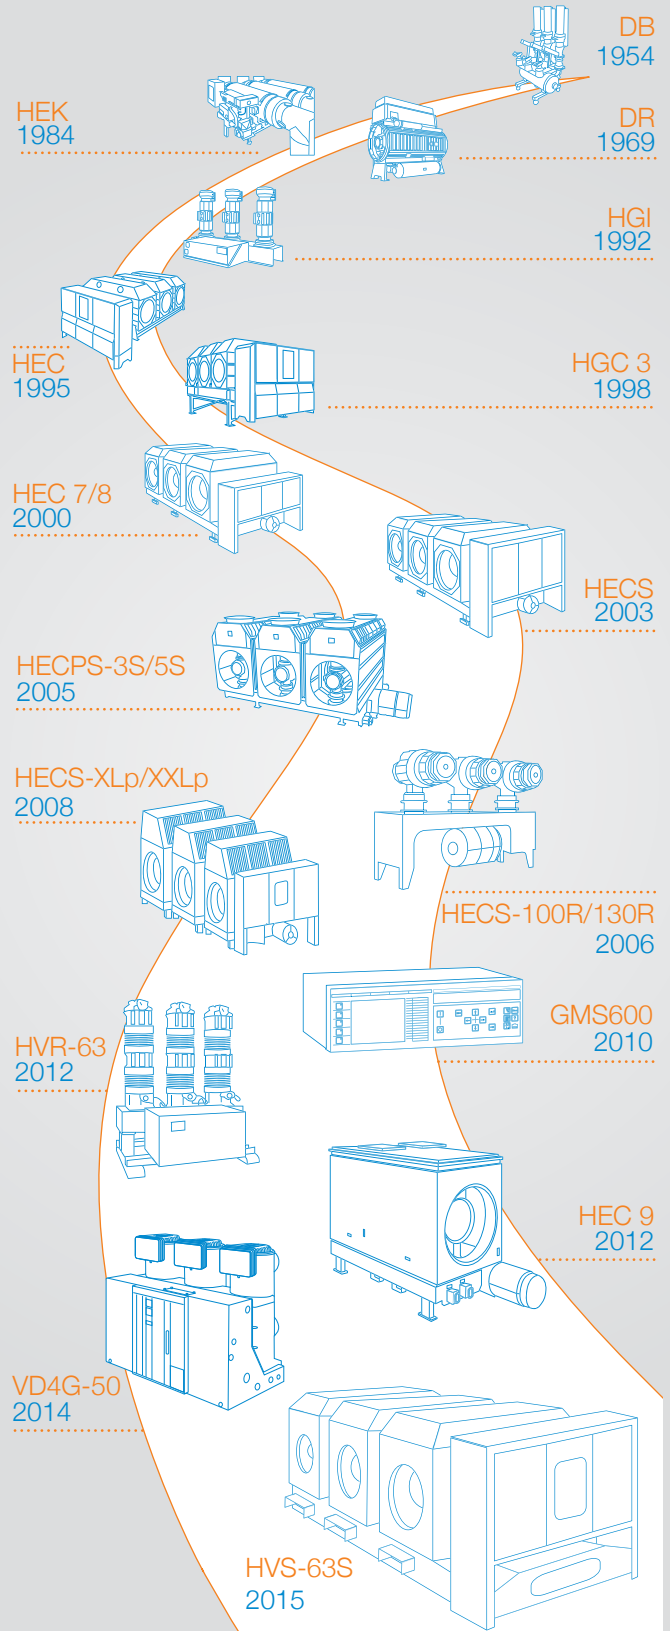 DB
1954
HEK
1984
DR
1969
HGI
1992
HEC
1995
HGC 3
1998
HEC 7/8
2000
HECS
2003
HECPS-3S/5S
2005
HECS-XLp/XXLp
2008
HECS-100R/130R
2006
GMS600
2010
HVR-63
2012
HEC 9
2012
VD4G-50
2014
HVS-63S
2015